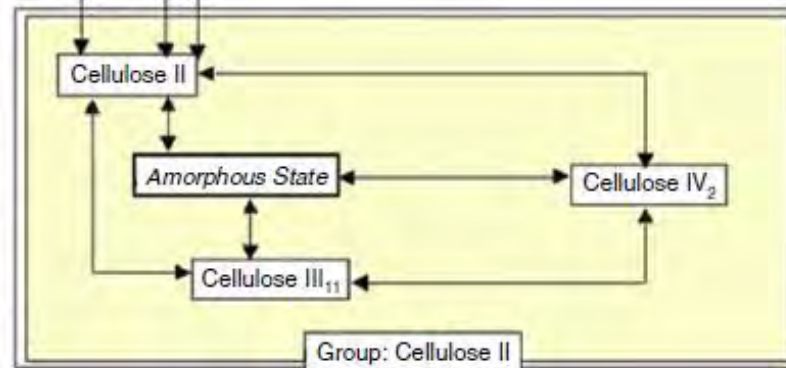 Cellulose II
Amorphous State
Cellulose IV₂
Cellulose III₁₁
Group: Cellulose II